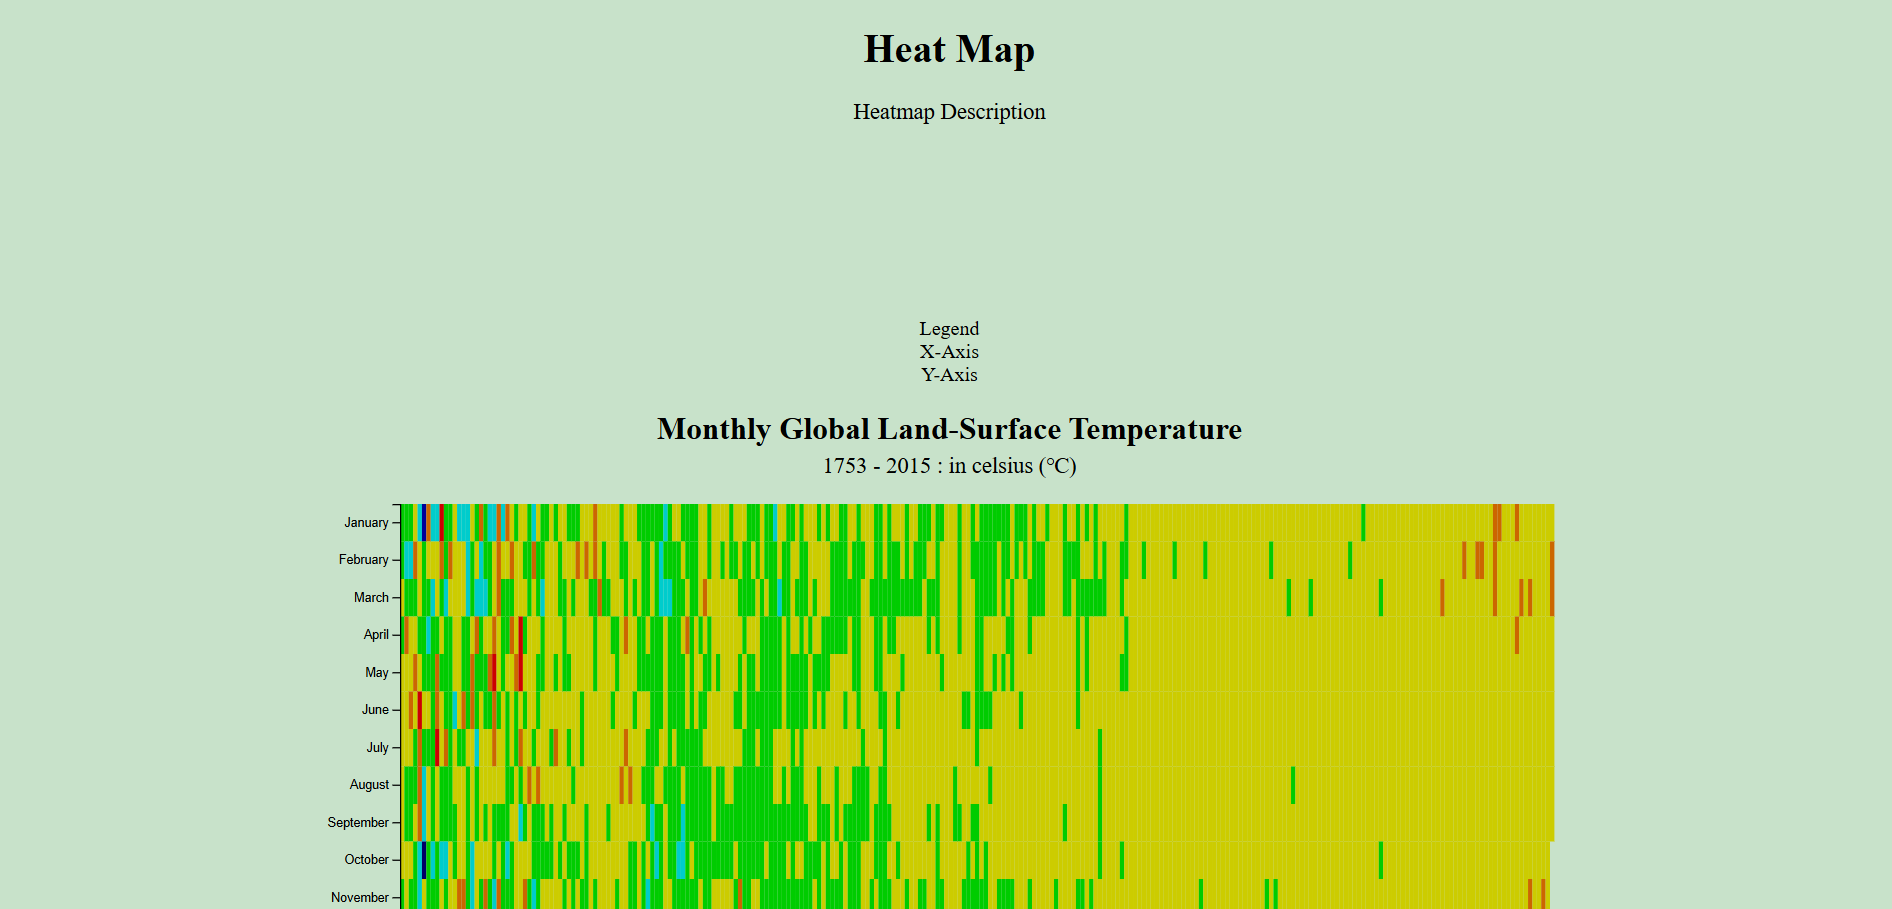 Heat Map
Heatmap Description
Legend
X-Axis
Y-Axis
Monthly Global Land-Surface Temperature
1753 - 2015 : in celsius (℃)
January
February
March
April
May
June
July
August
September
October
November